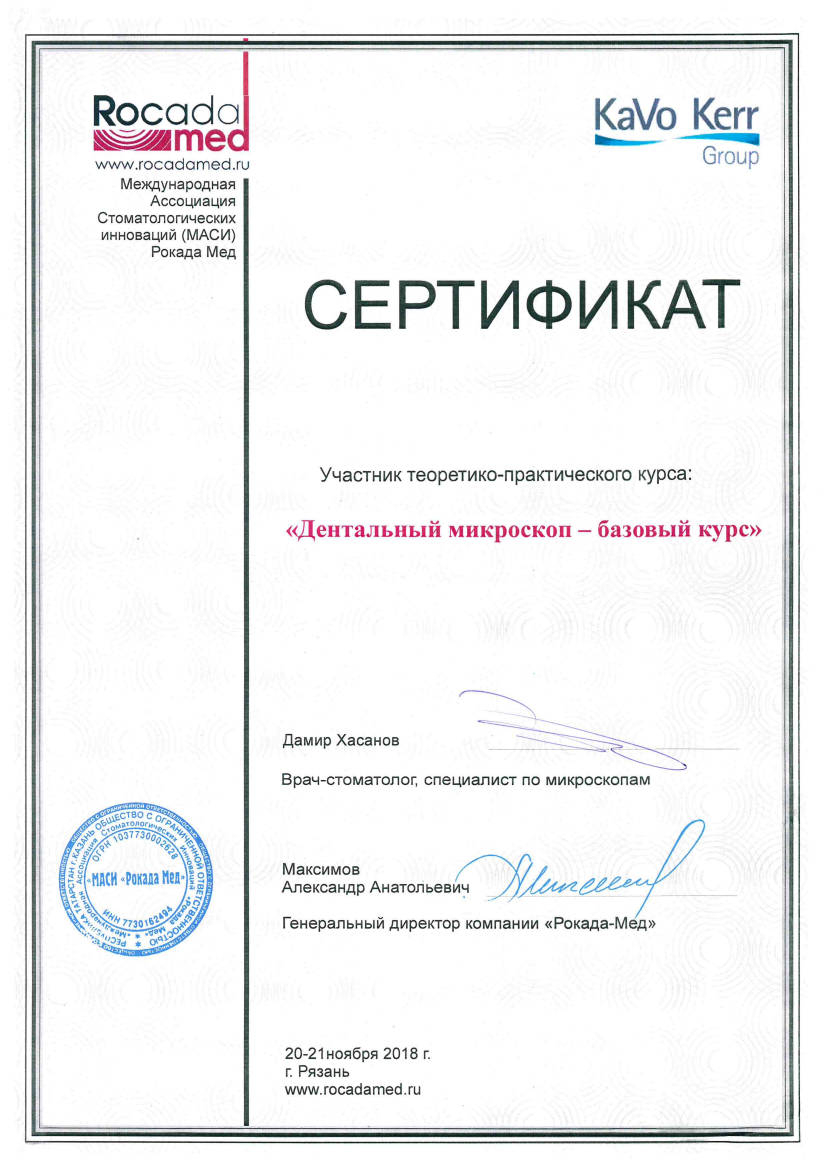 Rocada
med
www.rocadamed.ru
Международная
Ассоциация
Стоматологических
инноваций (МАСИ)
Рокада Мед
KaVo Kerr
Group
СЕРТИФИКАТ
Участник теоретико-практического курса:
«Дентальный микроскоп – базовый курс»
Дамир Хасанов
Врач-стоматолог, специалист по микроскопам
Максимов
Александр Анатольевич
Генеральный директор компании «Рокада-Мед»
РЕСПУБЛИКА ТАТАРСТАН г.КАЗАНЬ ОБЩЕСТВО С ОГРАНИЧЕННОЙ ОТВЕТСТВЕННОСТЬЮ
«Международная Ассоциация Стоматологических Инноваций «Рокада Мед»
ОГРН 1037730002628
«МАСИ «Рокада Мед»
ИНН 7730162494
20-21ноября 2018 г.
г. Рязань
www.rocadamed.ru